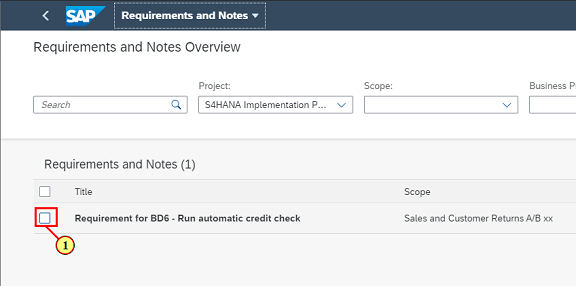 SAP Requirements and Notes
Requirements and Notes Overview
Project: Scope: Business P
Search S4HANA Implementation P...
Requirements and Notes (1)
Title Scope
Requirement for BD6 - Run automatic credit check Sales and Customer Returns A/B xx
1